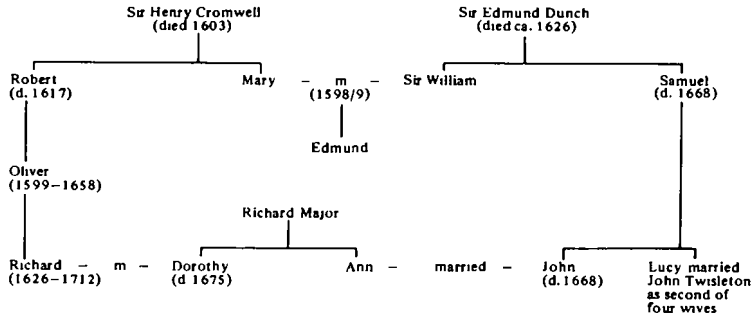 Sir Henry Cromwell
(died 1603)
Sir Edmund Dunch
(died ca. 1626)
Robert
(d. 1617)
Mary – m – Sir William
(1598/9)
Samuel
(d. 1668)
Edmund
Oliver
(1599–1658)
Richard Major
Richard – m – Dorothy
(1626–1712)
(d 1675)
Ann – married – John
(d. 1668)
Lucy married
John Twisleton
as second of
four wives